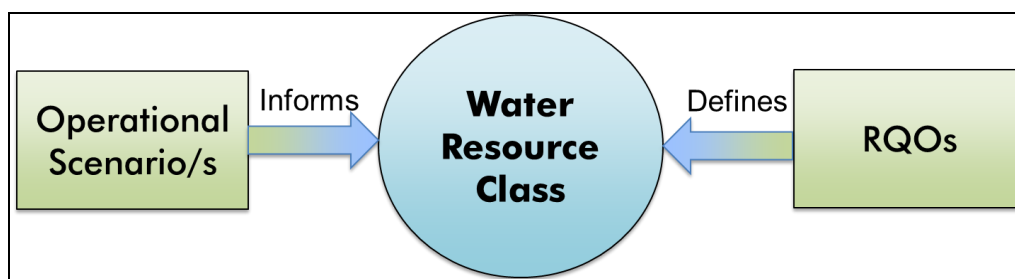 Operational
Scenario/s
Informs
Water
Resource
Class
Defines
RQOs